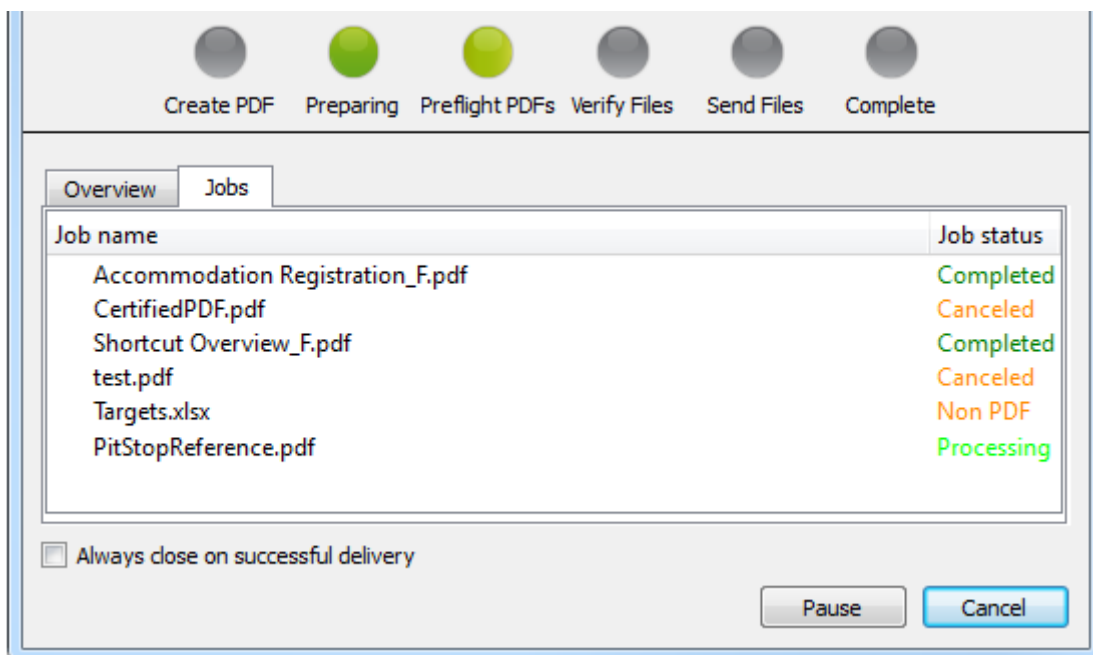 Create PDF Preparing Preflight PDFs Verify Files Send Files Complete
Overview Jobs
Job name Job status
Accommodation Registration_F.pdf Completed
CertifiedPDF.pdf Canceled
Shortcut Overview_F.pdf Completed
test.pdf Canceled
Targets.xlsx Non PDF
PitStopReference.pdf Processing
Always close on successful delivery
Pause Cancel